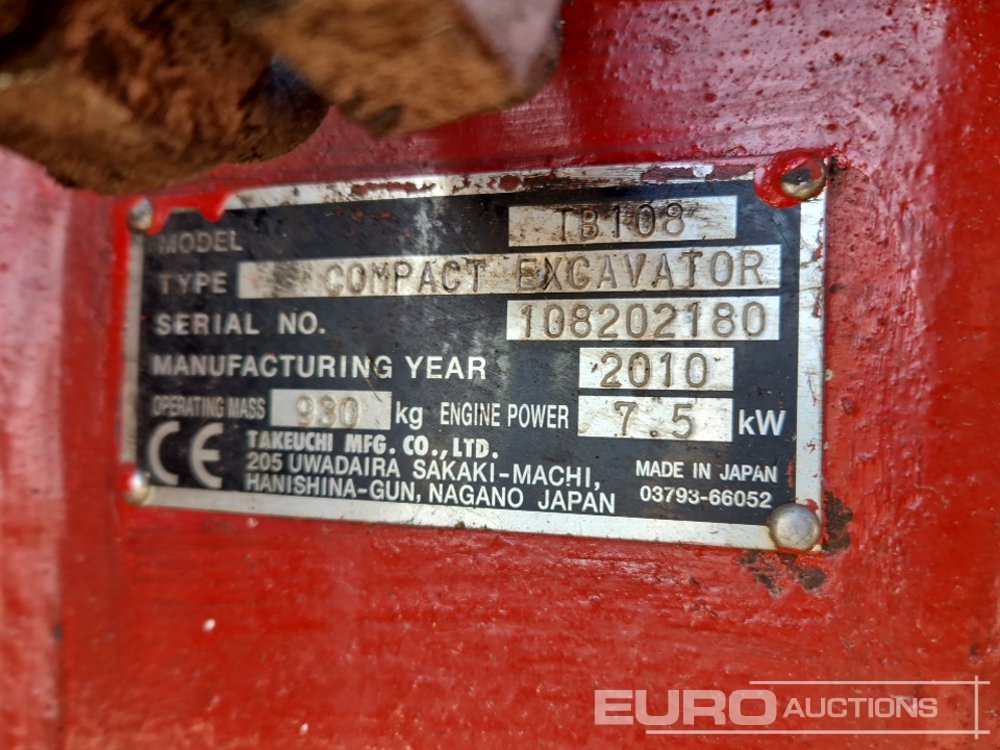 MODEL TB108
TYPE COMPACT EXCAVATOR
SERIAL NO. 108202180
MANUFACTURING YEAR 2010
OPERATING MASS 930 kg ENGINE POWER 7.5 kW
CE
TAKEUCHI MFG. CO., LTD.
205 UWADAIRA SAKAKI-MACHI,
HANISHINA-GUN, NAGANO JAPAN
MADE IN JAPAN
03793-66052
EURO AUCTIONS